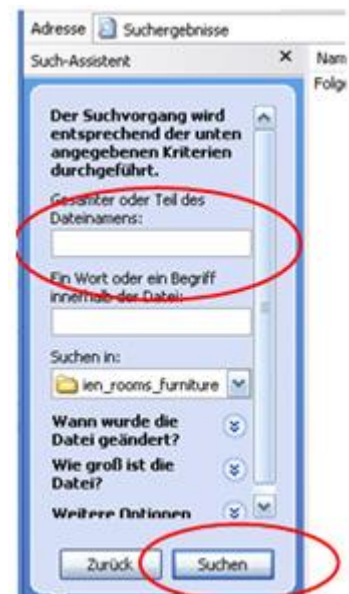 Adresse Suchergebnisse
Such-Assistent × Nam
Folg
Der Suchvorgang wird
entsprechend der unten
angegebenen Kriterien
durchgeführt.
Gesamter oder Teil des
Dateinamens:
Ein Wort oder ein Begriff
innerhalb der Datei:
Suchen in:
ien_rooms_furniture
Wann wurde die
Datei geändert?
Wie groß ist die
Datei?
Weitere Optionen
Zurück Suchen